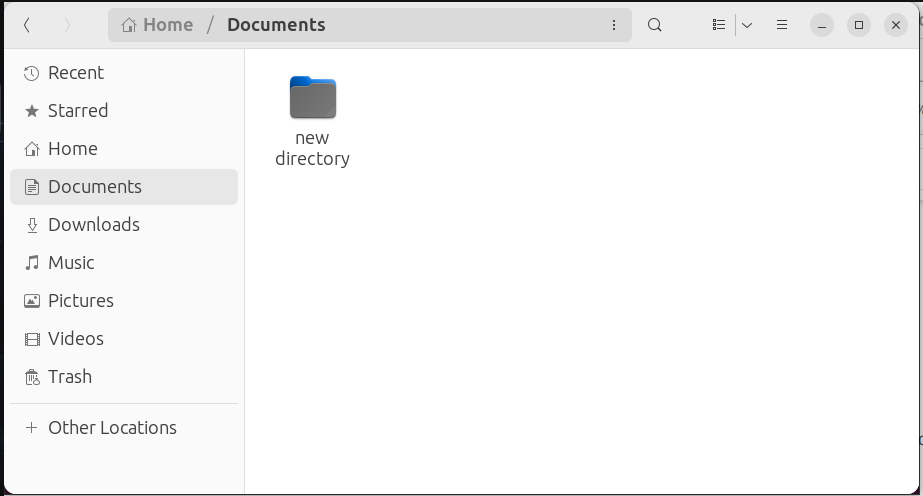 Home / Documents
Recent
Starred
Home
Documents
Downloads
Music
Pictures
Videos
Trash
Other Locations
new
directory